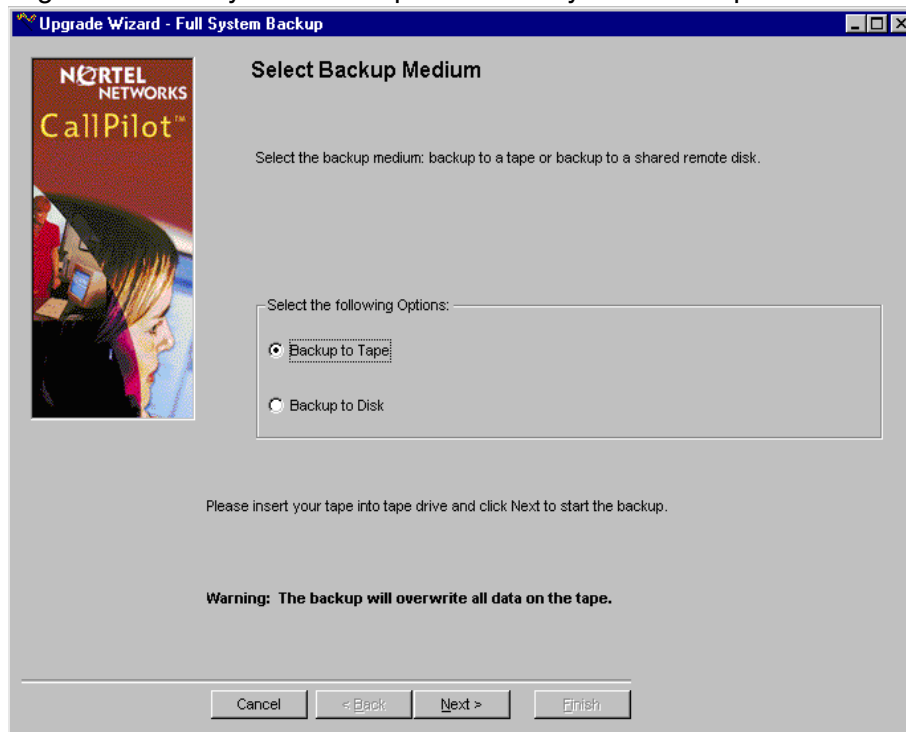 Upgrade Wizard - Full System Backup
NORTEL
NETWORKS
CallPilot™
Select Backup Medium
Select the backup medium: backup to a tape or backup to a shared remote disk.
Select the following Options:
Backup to Tape
Backup to Disk
Please insert your tape into tape drive and click Next to start the backup.
Warning: The backup will overwrite all data on the tape.
Cancel
< Back
Next >
Finish